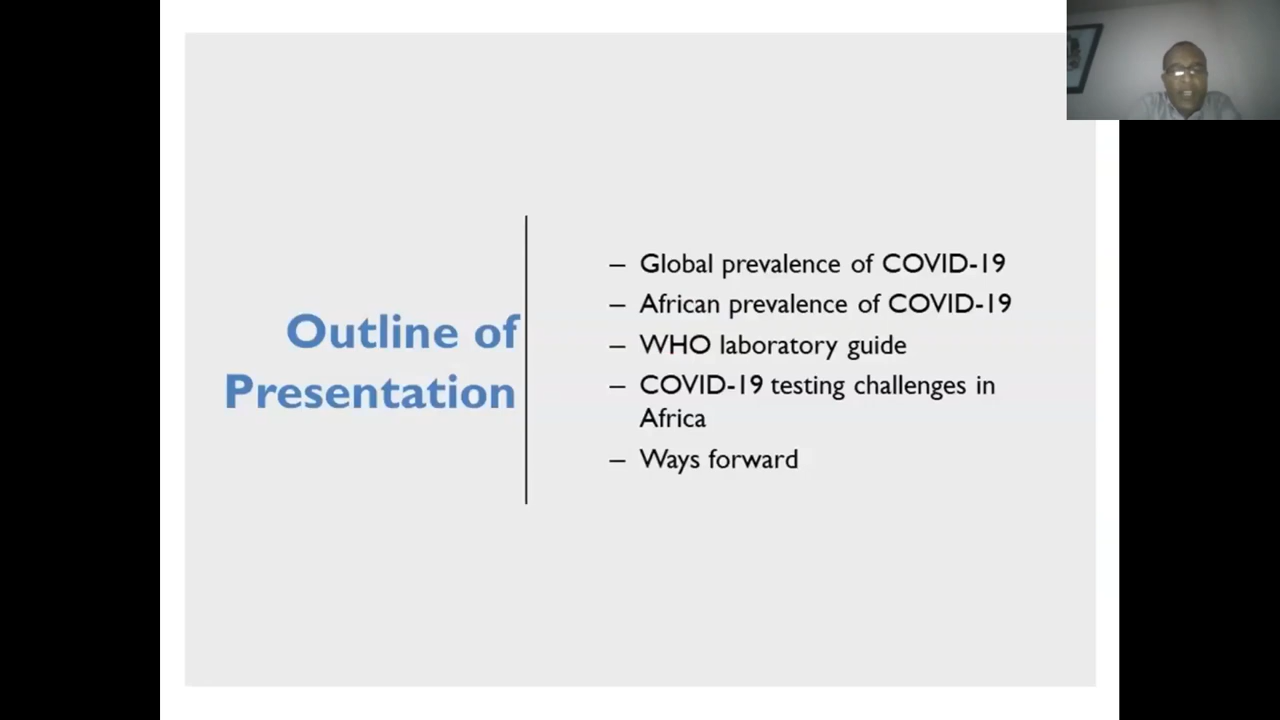 Outline of
Presentation
– Global prevalence of COVID-19
– African prevalence of COVID-19
– WHO laboratory guide
– COVID-19 testing challenges in
Africa
– Ways forward